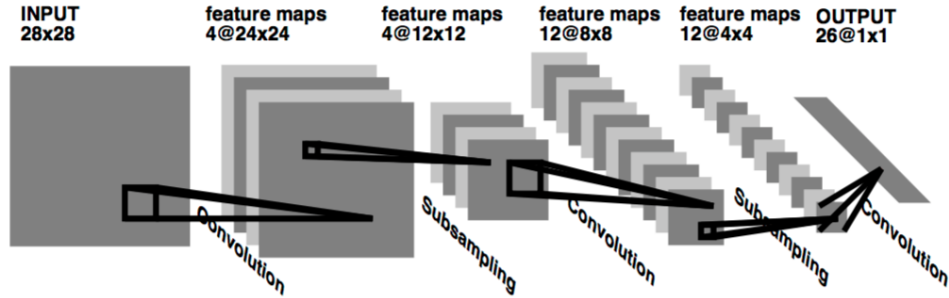 INPUT
28x28
feature maps
4@24x24
feature maps
4@12x12
feature maps
12@8x8
feature maps
12@4x4
OUTPUT
26@1x1
Convolution
Subsampling
Convolution
Subsampling
Convolution